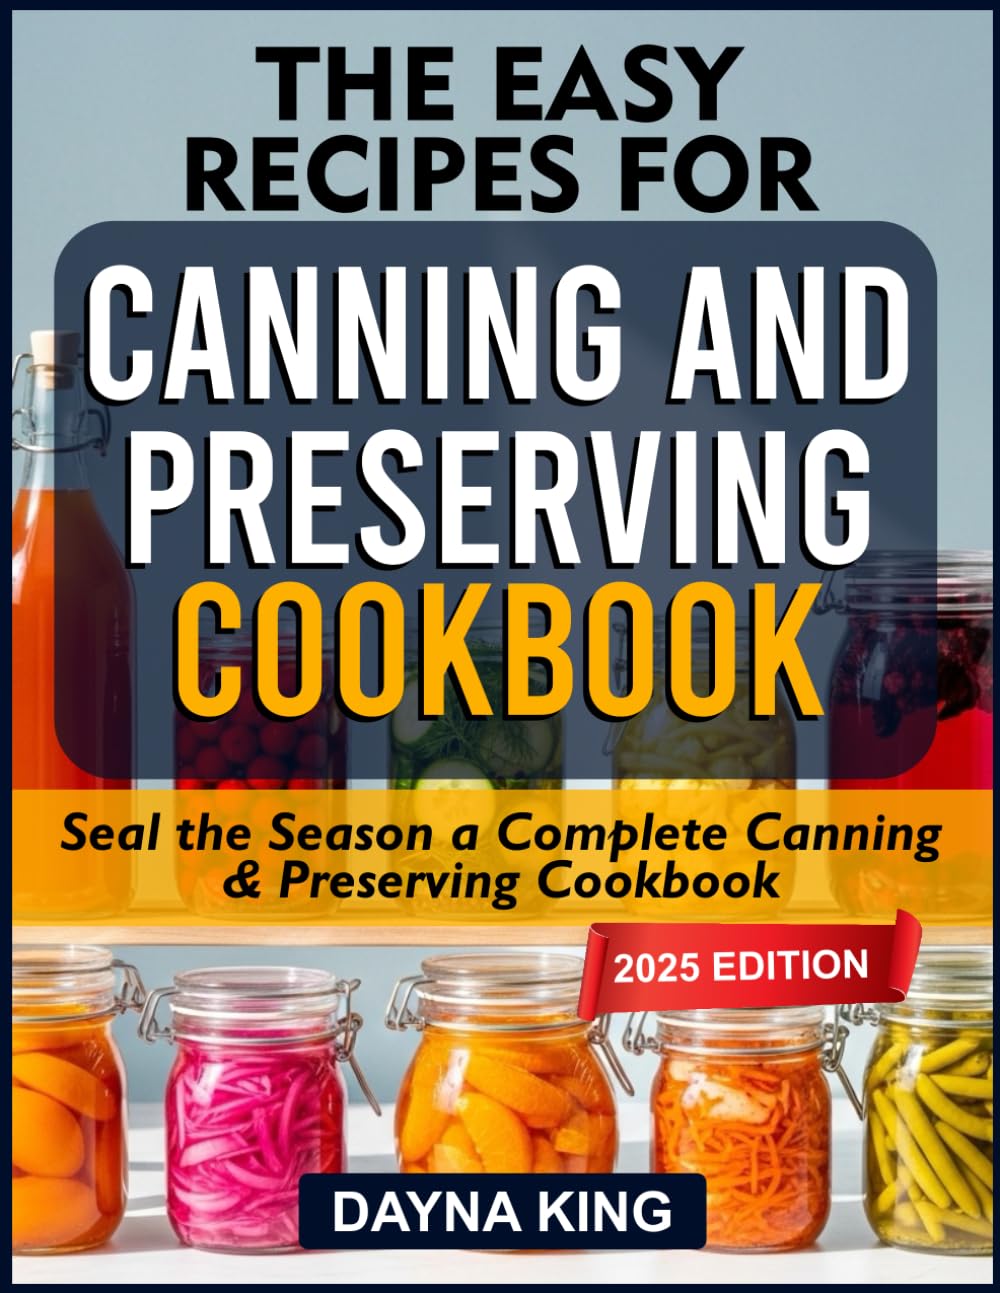 THE EASY
RECIPES FOR
CANNING AND
PRESERVING
COOKBOOK
Seal the Season a Complete Canning
& Preserving Cookbook
2025 EDITION
DAYNA KING